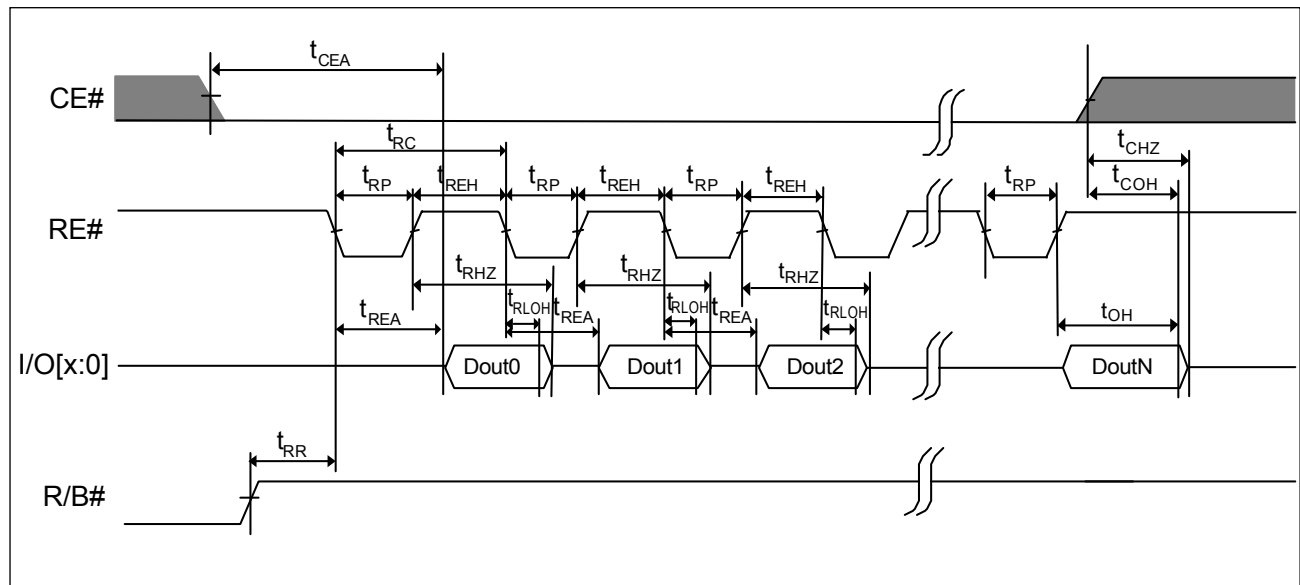 tCEA
CE#
tRC
tCHZ
tRP tREH tRP tREH tRP tREH tRP tCOH
RE#
tRHZ tRHZ tRHZ
tREA tRLOH tREA tRLOH tREA tRLOH tOH
I/O[x:0] Dout0 Dout1 Dout2 DoutN
tRR
R/B#